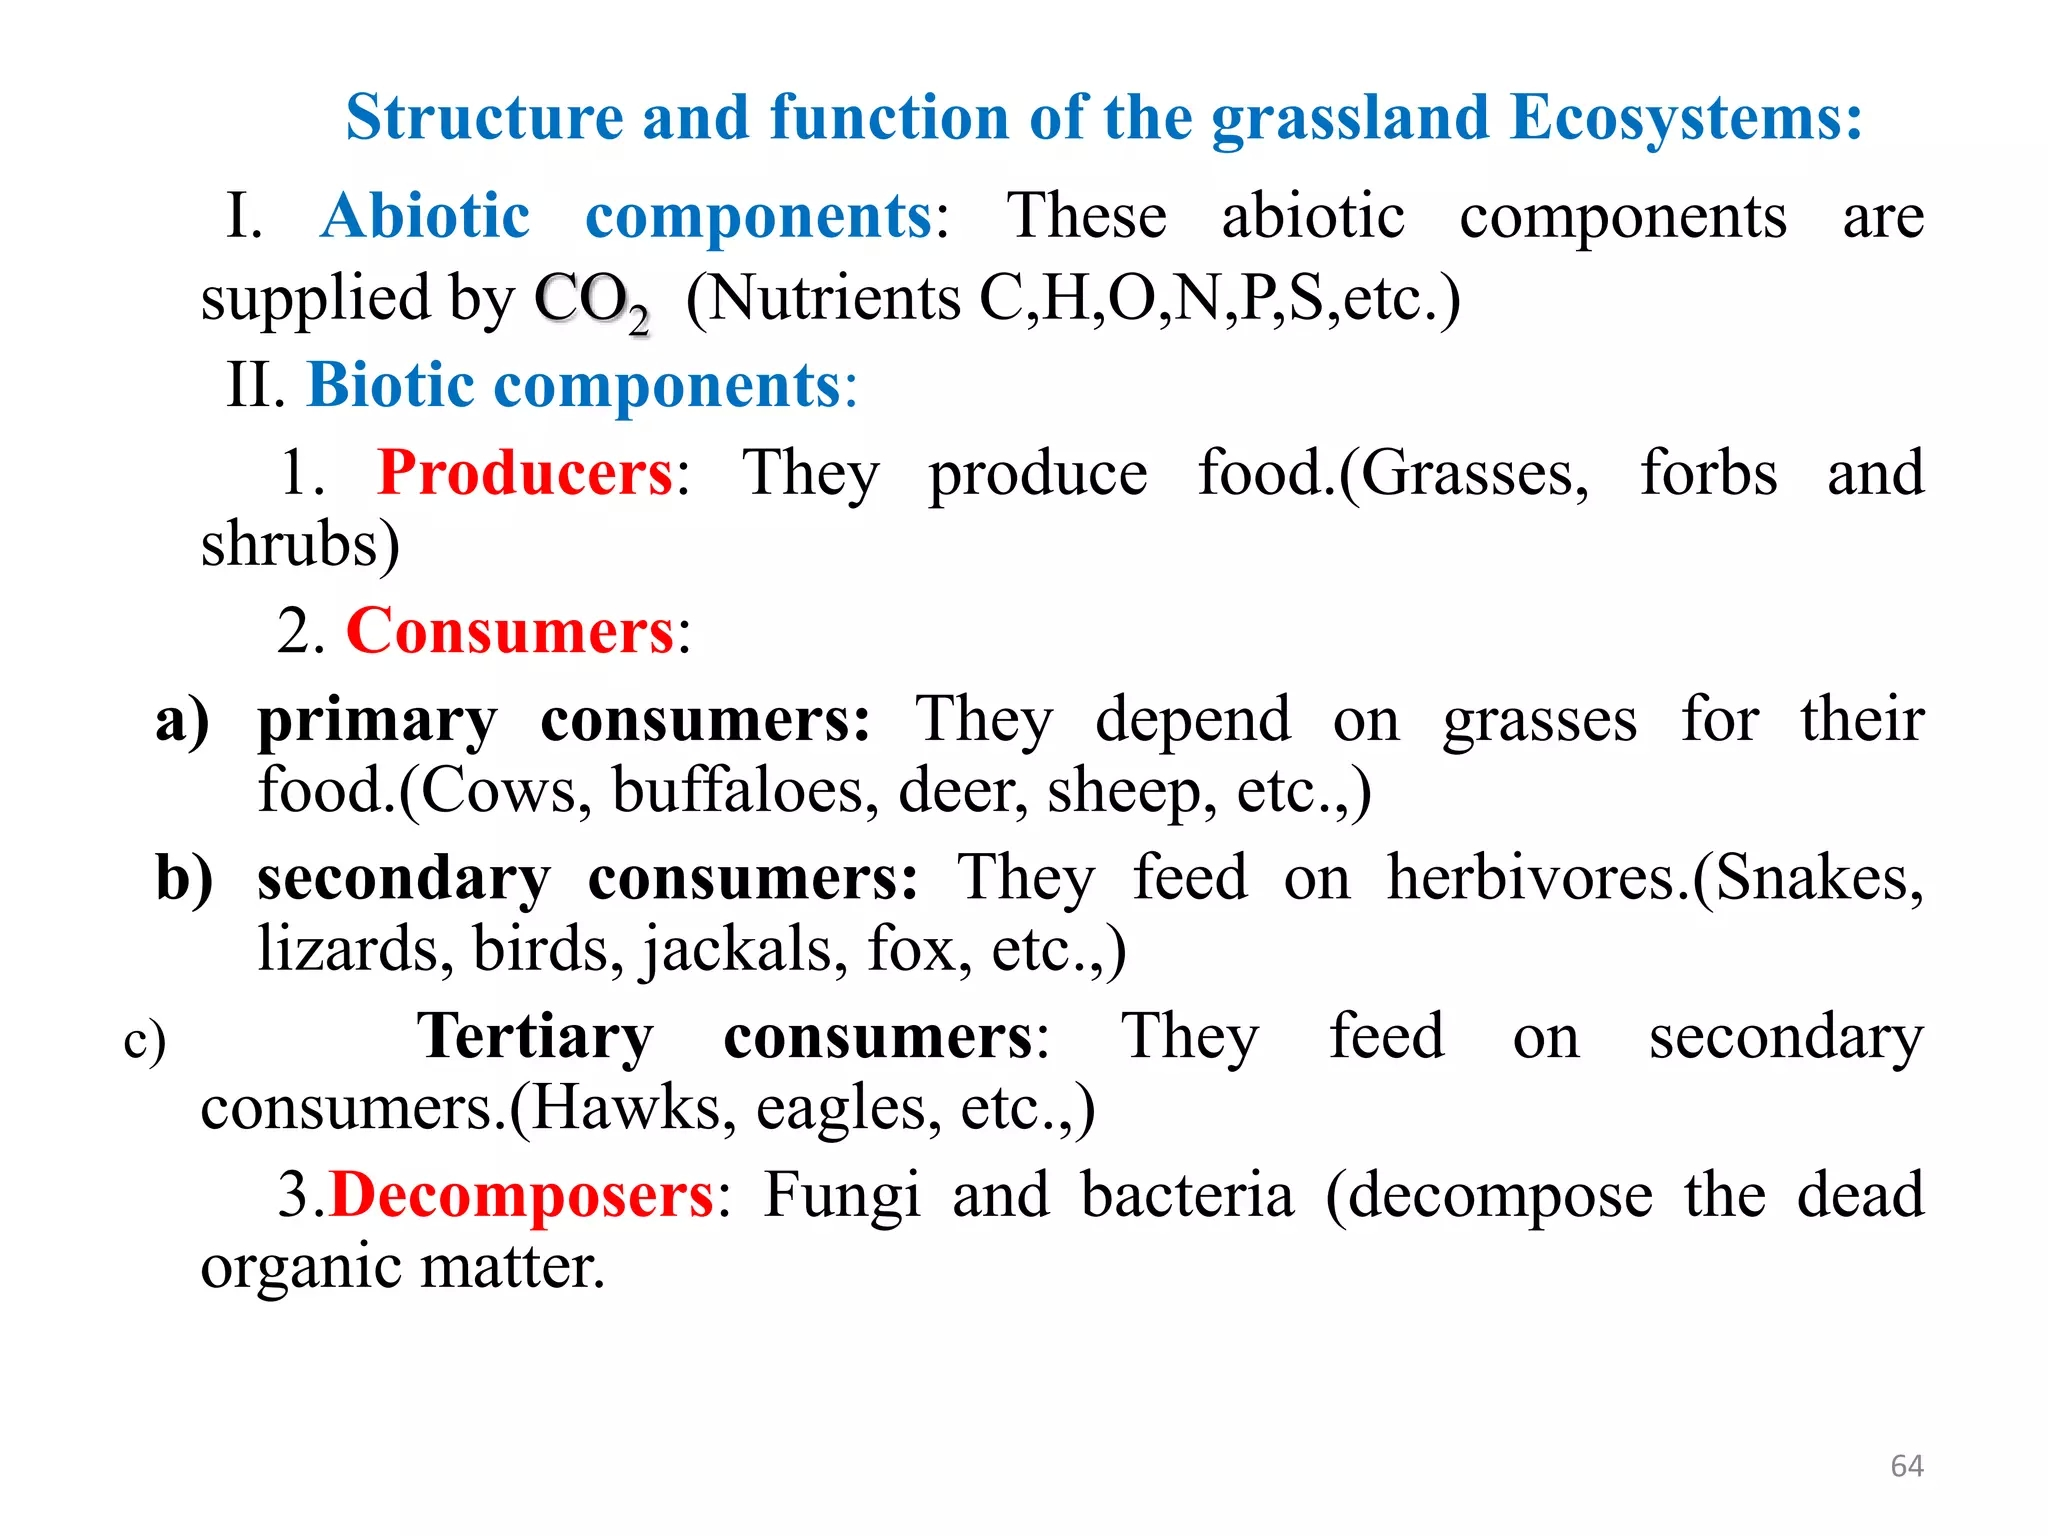 Structure and function of the grassland Ecosystems:
I. Abiotic components: These abiotic components are
supplied by CO₂ (Nutrients C,H,O,N,P,S,etc.)
II. Biotic components:
1. Producers: They produce food.(Grasses, forbs and
shrubs)
2. Consumers:
a) primary consumers: They depend on grasses for their
food.(Cows, buffaloes, deer, sheep, etc.,)
b) secondary consumers: They feed on herbivores.(Snakes,
lizards, birds, jackals, fox, etc.,)
c) Tertiary consumers: They feed on secondary
consumers.(Hawks, eagles, etc.,)
3.Decomposers: Fungi and bacteria (decompose the dead
organic matter.
64